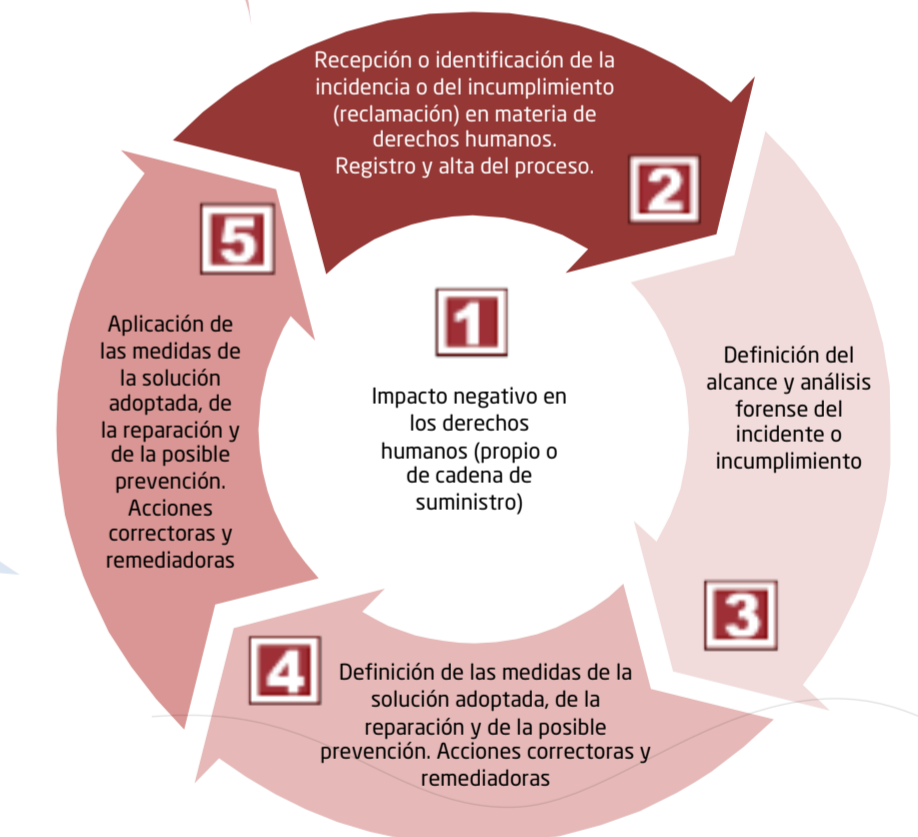 1
Impacto negativo en
los derechos
humanos (propio o
de cadena de
suministro)
Recepción o identificación de la
incidencia o del incumplimiento
(reclamación) en materia de
derechos humanos.
Registro y alta del proceso.
2
Definición del
alcance y análisis
forense del
incidente o
incumplimiento
3
4
Definición de las medidas de la
solución adoptada, de la
reparación y de la posible
prevención. Acciones correctoras y
remediadoras
5
Aplicación de
las medidas de
la solución
adoptada, de
la reparación y
de la posible
prevención.
Acciones
correctoras y
remediadoras